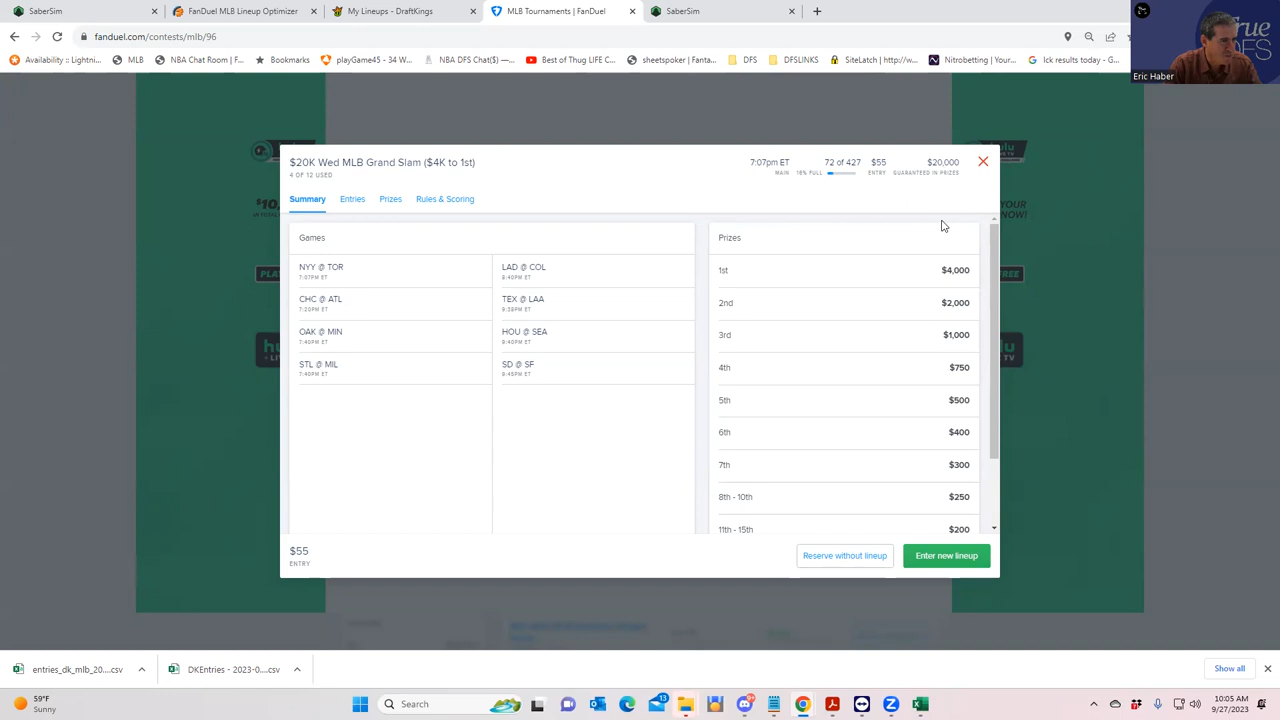 SaberSim
FanDuel MLB Lineup Optimizer
My Lineups - DraftKings
MLB Tournaments | FanDuel
SaberSim
fanduel.com/contests/mlb/96
Availability :: Lightni...
MLB
NBA Chat Room | F...
Bookmarks
playGame45 - 34 W...
NBA DFS Chat($) —...
Best of Thug LIFE C...
sheetspoker | Fanta...
DFS
DFSLINKS
SiteLatch | http://w...
Nitrobetting | Your...
lck results today - G...
true
DFS
Eric Haber
$20K Wed MLB Grand Slam ($4K to 1st)
4 OF 12 USED
7:07pm ET
MAIN
72 of 427
16% FULL
$55
ENTRY
$20,000
GUARANTEED IN PRIZES
Summary
Entries
Prizes
Rules & Scoring
Games
NYY @ TOR
7:07PM ET
CHC @ ATL
7:20PM ET
OAK @ MIN
7:40PM ET
STL @ MIL
7:40PM ET
LAD @ COL
8:40PM ET
TEX @ LAA
9:38PM ET
HOU @ SEA
9:40PM ET
SD @ SF
9:45PM ET
Prizes
1st $4,000
2nd $2,000
3rd $1,000
4th $750
5th $500
6th $400
7th $300
8th - 10th $250
11th - 15th $200
$55
ENTRY
Reserve without lineup
Enter new lineup
entries_dk_mlb_20....csv
DKEntries - 2023-0....csv
Show all
59°F
Sunny
Search
13
10:05 AM
9/27/2023